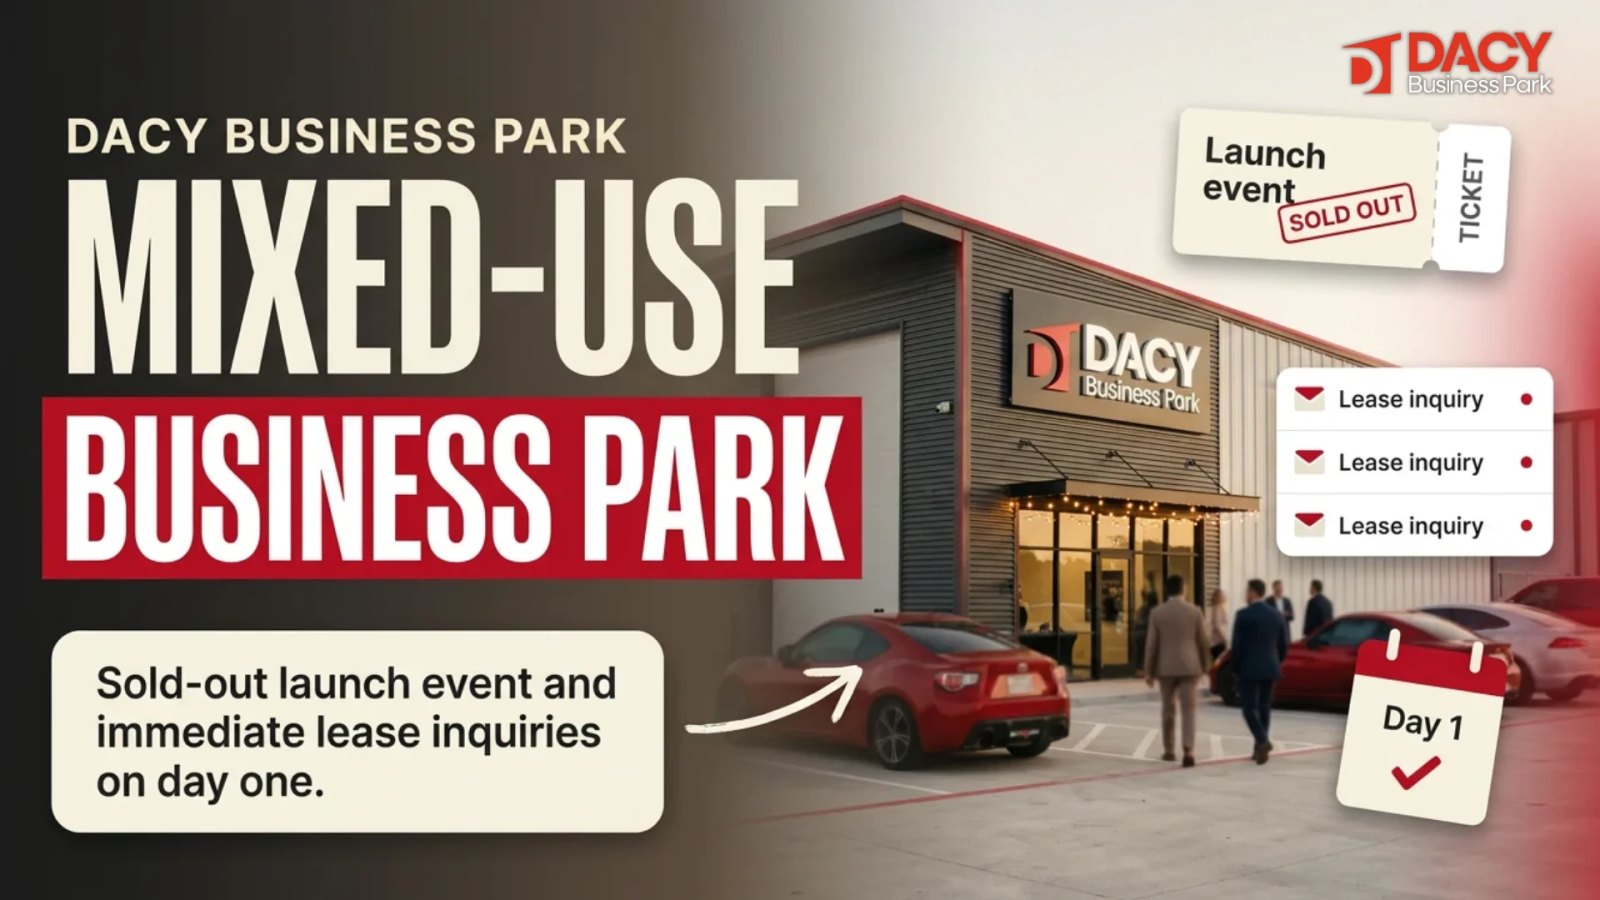 DACY
Business Park
DACY BUSINESS PARK
MIXED-USE
BUSINESS PARK
Sold-out launch event and
immediate lease inquiries
on day one.
Launch
event
SOLD OUT
TICKET
DACY
Business Park
Lease inquiry
Lease inquiry
Lease inquiry
Day 1